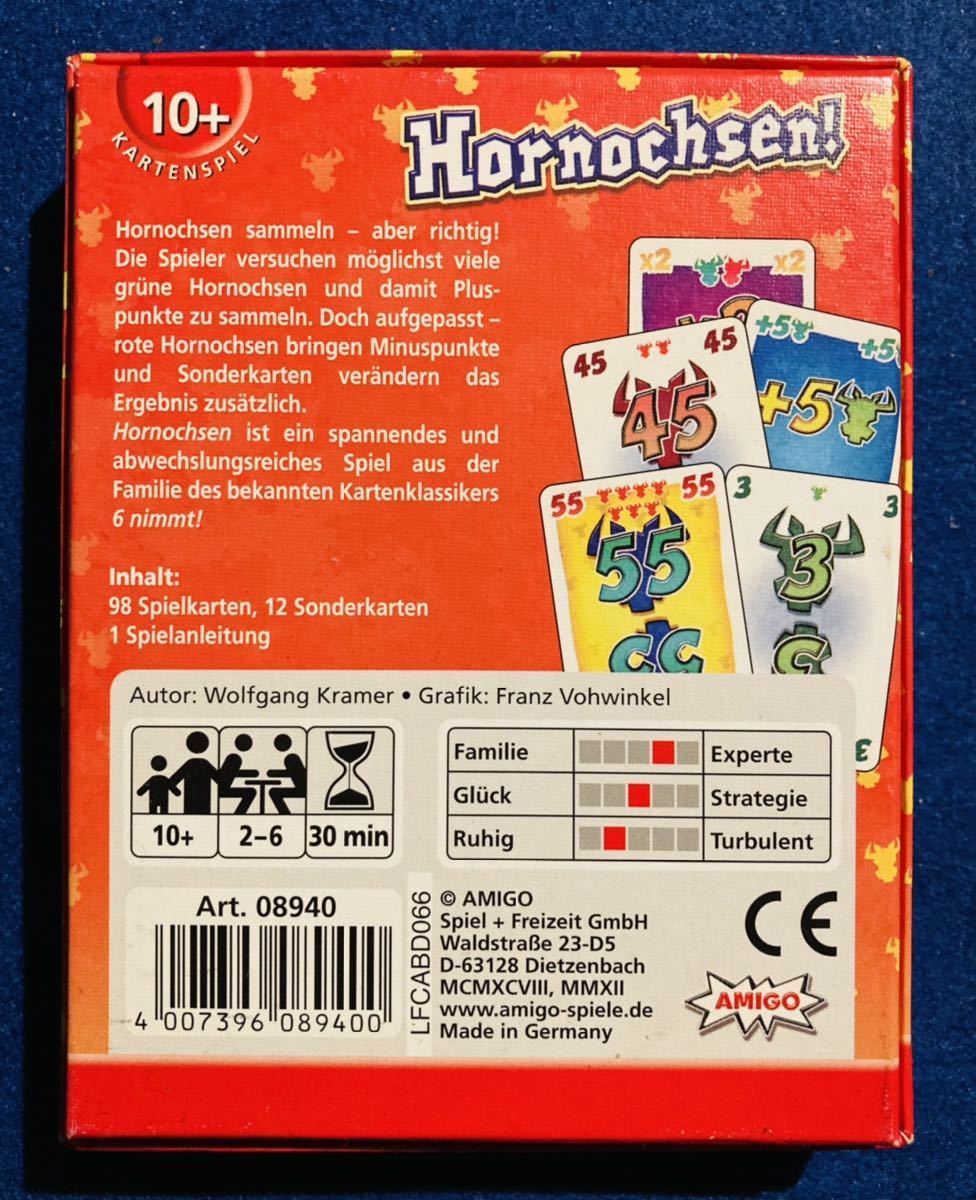 10+
KARTENSPIEL
Hornochsen!
Hornochsen sammeln – aber richtig!
Die Spieler versuchen möglichst viele
grüne Hornochsen und damit Plus-
punkte zu sammeln. Doch aufgepasst –
rote Hornochsen bringen Minuspunkte
und Sonderkarten verändern das
Ergebnis zusätzlich.
Hornochsen ist ein spannendes und
abwechslungsreiches Spiel aus der
Familie des bekannten Kartenklassikers
6 nimmt!
x2 x2
45 45
45
+5 +5
+5
55 55
55
55
3 3
3
3
3
Inhalt:
98 Spielkarten, 12 Sonderkarten
1 Spielanleitung
Autor: Wolfgang Kramer • Grafik: Franz Vohwinkel
10+ 2–6 30 min
Familie Experte
Glück Strategie
Ruhig Turbulent
Art. 08940
4 007396 089400
LFCABD066
© AMIGO
Spiel + Freizeit GmbH
Waldstraße 23-D5
D-63128 Dietzenbach
MCMXCVIII, MMXII
www.amigo-spiele.de
Made in Germany
CE
AMIGO